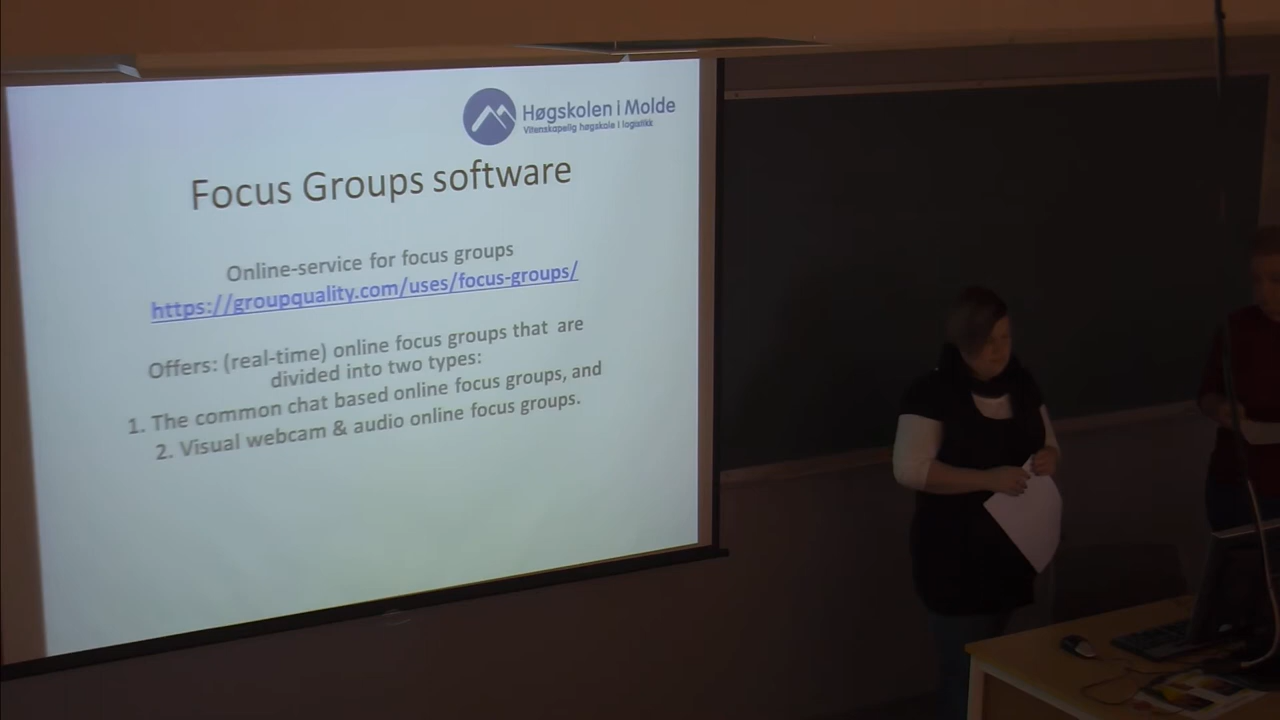 Høgskolen i Molde
Vitenskapelig høgskole i logistikk
Focus Groups software
Online-service for focus groups
https://groupquality.com/uses/focus-groups/
Offers: (real-time) online focus groups that are
divided into two types:
1. The common chat based online focus groups, and
2. Visual webcam & audio online focus groups.